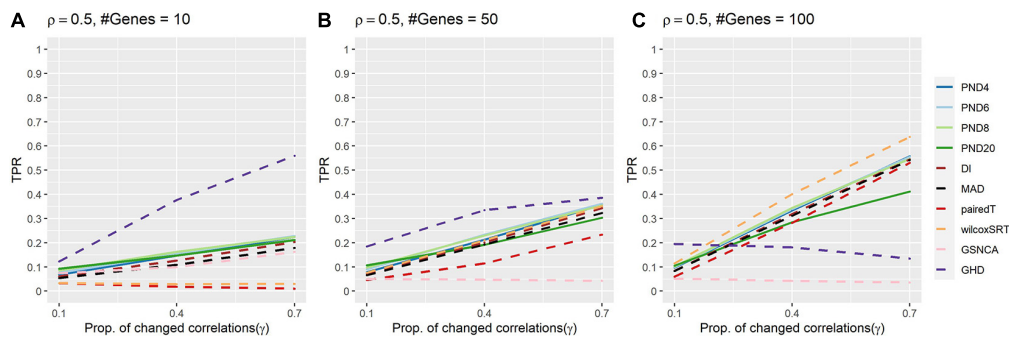 A
ρ = 0.5, #Genes = 10
TPR
1
0.9
0.8
0.7
0.6
0.5
0.4
0.3
0.2
0.1
0
0.1
0.4
0.7
Prop. of changed correlations(γ)
B
ρ = 0.5, #Genes = 50
TPR
1
0.9
0.8
0.7
0.6
0.5
0.4
0.3
0.2
0.1
0
0.1
0.4
0.7
Prop. of changed correlations(γ)
C
ρ = 0.5, #Genes = 100
TPR
1
0.9
0.8
0.7
0.6
0.5
0.4
0.3
0.2
0.1
0
0.1
0.4
0.7
Prop. of changed correlations(γ)
PND4
PND6
PND8
PND20
DI
MAD
pairedT
wilcoxSRT
GSNCA
GHD